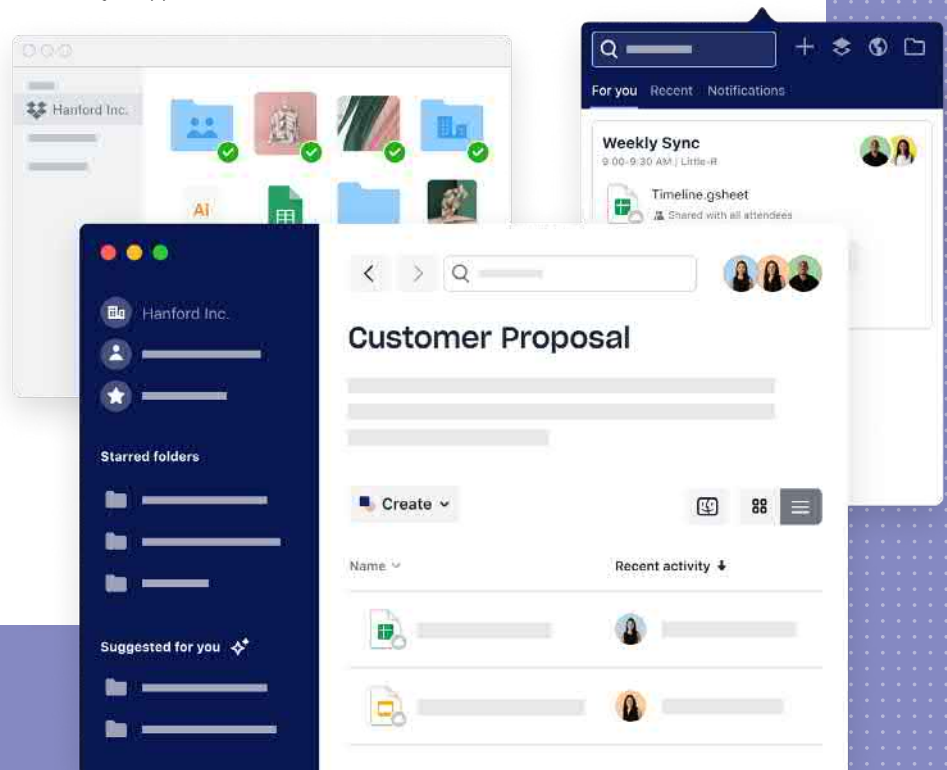 Hanford Inc.
Ai
For you Recent Notifications
Weekly Sync
9:00-9:30 AM | Little-R
Timeline.gsheet
Shared with all attendees
Hanford Inc.
Starred folders
Suggested for you
Customer Proposal
Create
Name
Recent activity